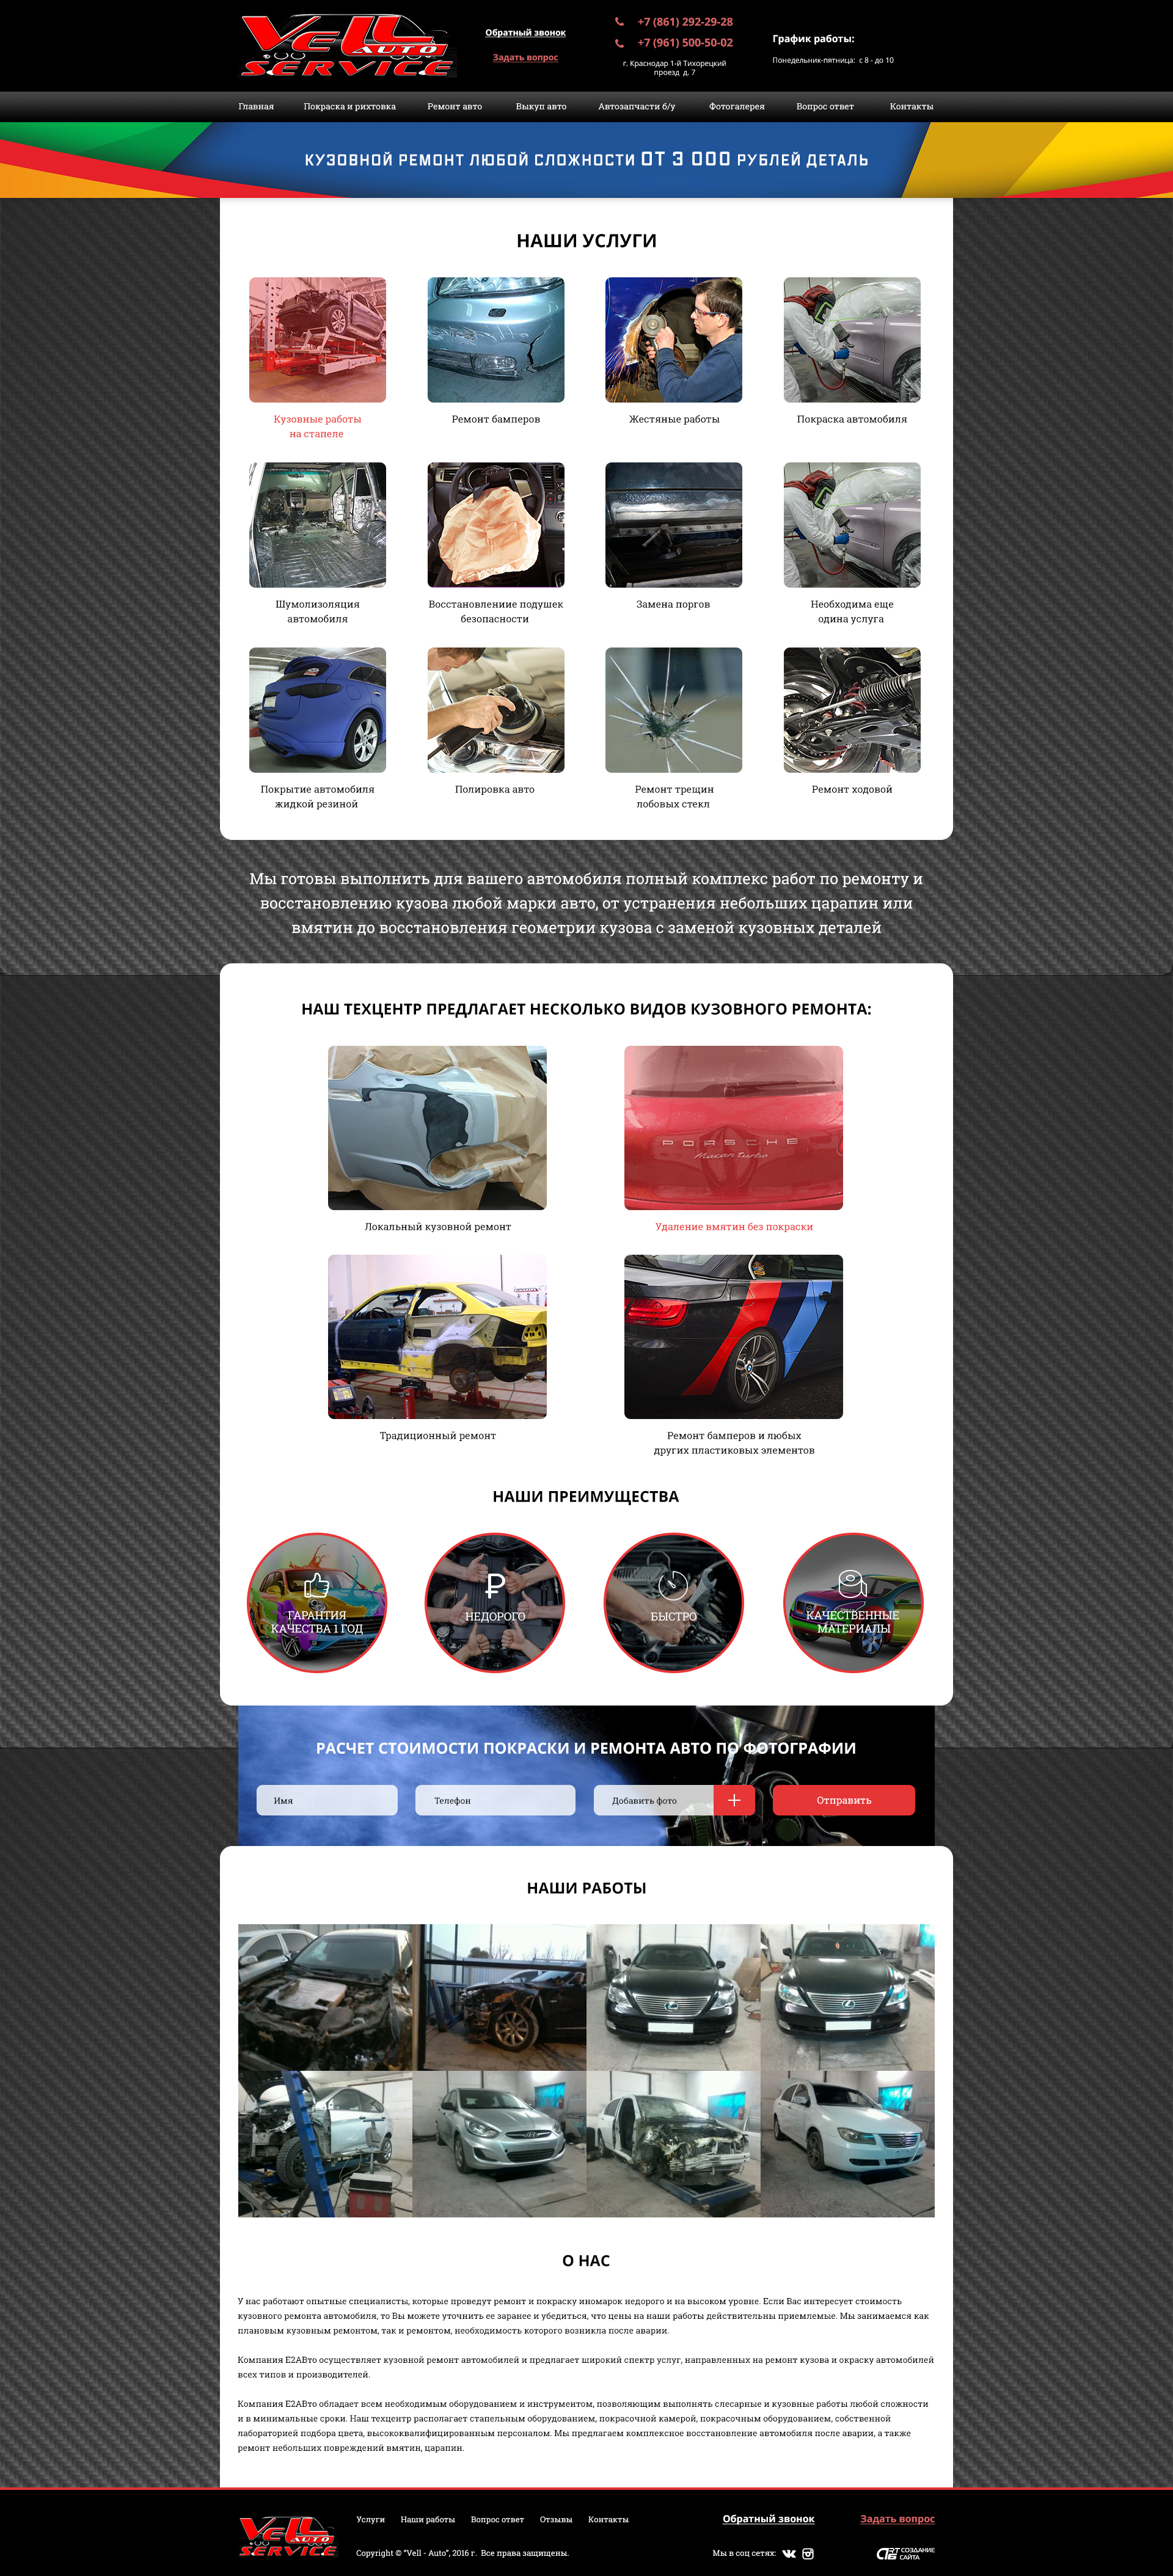 Vell
AUTO
SERVICE
Обратный звонок
Задать вопрос
+7 (861) 292-29-28
+7 (961) 500-50-02
г. Краснодар 1-й Тихорецкий
проезд д. 7
График работы:
Понедельник-пятница: с 8 - до 10
Главная Покраска и рихтовка Ремонт авто Выкуп авто Автозапчасти б/у Фотогалерея Вопрос ответ Контакты
КУЗОВНОЙ РЕМОНТ ЛЮБОЙ СЛОЖНОСТИ ОТ 3 000 РУБЛЕЙ ДЕТАЛЬ
НАШИ УСЛУГИ
Кузовные работы
на стапеле
Ремонт бамперов
Жестяные работы
Покраска автомобиля
Шумолизоляция
автомобиля
Восстановлениие подушек
безопасности
Замена поргов
Необходима еще
одина услуга
Покрытие автомобиля
жидкой резиной
Полировка авто
Ремонт трещин
лобовых стекл
Ремонт ходовой
Мы готовы выполнить для вашего автомобиля полный комплекс работ по ремонту и
восстановлению кузова любой марки авто, от устранения небольших царапин или
вмятин до восстановления геометрии кузова с заменой кузовных деталей
НАШ ТЕХЦЕНТР ПРЕДЛАГАЕТ НЕСКОЛЬКО ВИДОВ КУЗОВНОГО РЕМОНТА:
PORSCHE
Macan turbo
Локальный кузовной ремонт
Удаление вмятин без покраски
Традиционный ремонт
Ремонт бамперов и любых
других пластиковых элементов
НАШИ ПРЕИМУЩЕСТВА
ГАРАНТИЯ
КАЧЕСТВА 1 ГОД
НЕДОРОГО
БЫСТРО
КАЧЕСТВЕННЫЕ
МАТЕРИАЛЫ
РАСЧЕТ СТОИМОСТИ ПОКРАСКИ И РЕМОНТА АВТО ПО ФОТОГРАФИИ
Имя
Телефон
Добавить фото
Отправить
НАШИ РАБОТЫ
О НАС
У нас работают опытные специалисты, которые проведут ремонт и покраску иномарок недорого и на высоком уровне. Если Вас интересует стоимость
кузовного ремонта автомобиля, то Вы можете уточнить ее заранее и убедиться, что цены на наши работы действительны приемлемые. Мы занимаемся как
плановым кузовным ремонтом, так и ремонтом, необходимость которого возникла после аварии.
Компания Е2АВто осуществляет кузовной ремонт автомобилей и предлагает широкий спектр услуг, направленных на ремонт кузова и окраску автомобилей
всех типов и производителей.
Компания Е2АВто обладает всем необходимым оборудованием и инструментом, позволяющим выполнять слесарные и кузовные работы любой сложности
и в минимальные сроки. Наш техцентр располагает стапельным оборудованием, покрасочной камерой, покрасочным оборудованием, собственной
лабораторией подбора цвета, высококвалифицированным персоналом. Мы предлагаем комплексное восстановление автомобиля после аварии, а также
ремонт небольших повреждений вмятин, царапин.
Vell
AUTO
SERVICE
Услуги Наши работы Вопрос ответ Отзывы Контакты
Обратный звонок
Задать вопрос
Copyright © "Vell - Auto", 2016 г. Все права защищены.
Мы в соц сетях:
СОЗДАНИЕ
САЙТА